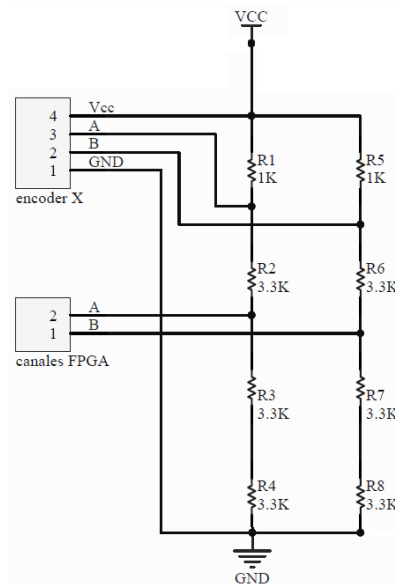 VCC
4 Vcc
3 A
2 B
1 GND
encoder X
R1
1K
R5
1K
R2
3.3K
R6
3.3K
2 A
1 B
canales FPGA
R3
3.3K
R7
3.3K
R4
3.3K
R8
3.3K
GND